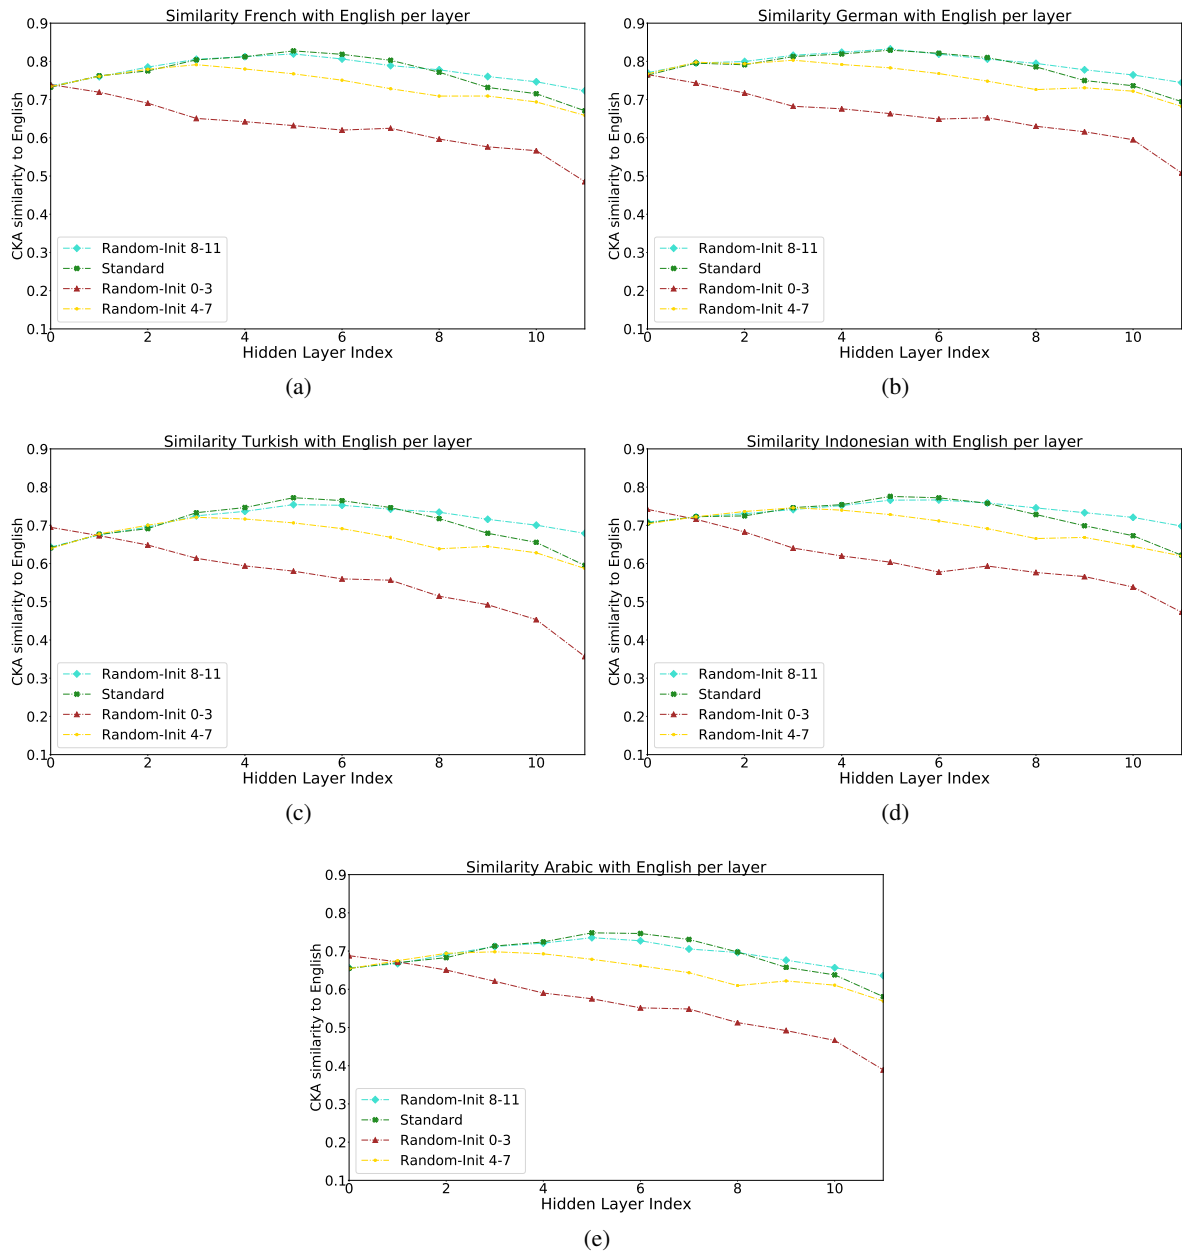 Similarity French with English per layer
CKA similarity to English
0.9
0.8
0.7
0.6
0.5
0.4
0.3
0.2
0.1
Random-Init 8-11
Standard
Random-Init 0-3
Random-Init 4-7
0 2 4 6 8 10
Hidden Layer Index
(a)
Similarity German with English per layer
CKA similarity to English
0.9
0.8
0.7
0.6
0.5
0.4
0.3
0.2
0.1
Random-Init 8-11
Standard
Random-Init 0-3
Random-Init 4-7
0 2 4 6 8 10
Hidden Layer Index
(b)
Similarity Turkish with English per layer
CKA similarity to English
0.9
0.8
0.7
0.6
0.5
0.4
0.3
0.2
0.1
Random-Init 8-11
Standard
Random-Init 0-3
Random-Init 4-7
0 2 4 6 8 10
Hidden Layer Index
(c)
Similarity Indonesian with English per layer
CKA similarity to English
0.9
0.8
0.7
0.6
0.5
0.4
0.3
0.2
0.1
Random-Init 8-11
Standard
Random-Init 0-3
Random-Init 4-7
0 2 4 6 8 10
Hidden Layer Index
(d)
Similarity Arabic with English per layer
CKA similarity to English
0.9
0.8
0.7
0.6
0.5
0.4
0.3
0.2
0.1
Random-Init 8-11
Standard
Random-Init 0-3
Random-Init 4-7
0 2 4 6 8 10
Hidden Layer Index
(e)